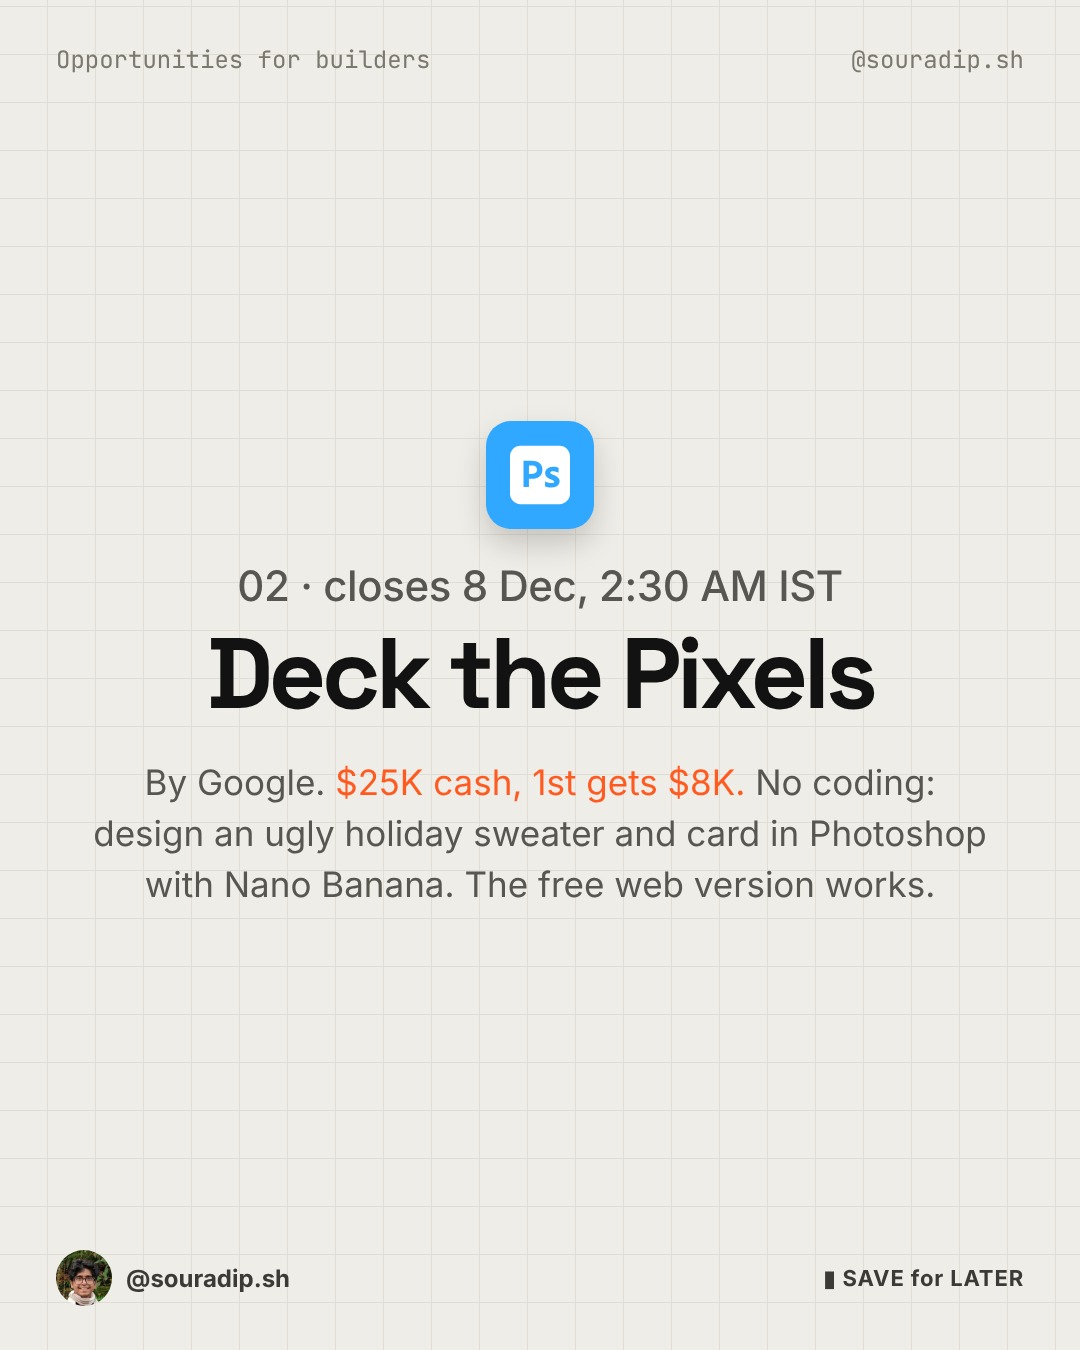 Opportunities for builders
@souradip.sh
Ps
02 · closes 8 Dec, 2:30 AM IST
Deck the Pixels
By Google. $25K cash, 1st gets $8K. No coding:
design an ugly holiday sweater and card in Photoshop
with Nano Banana. The free web version works.
@souradip.sh
SAVE for LATER